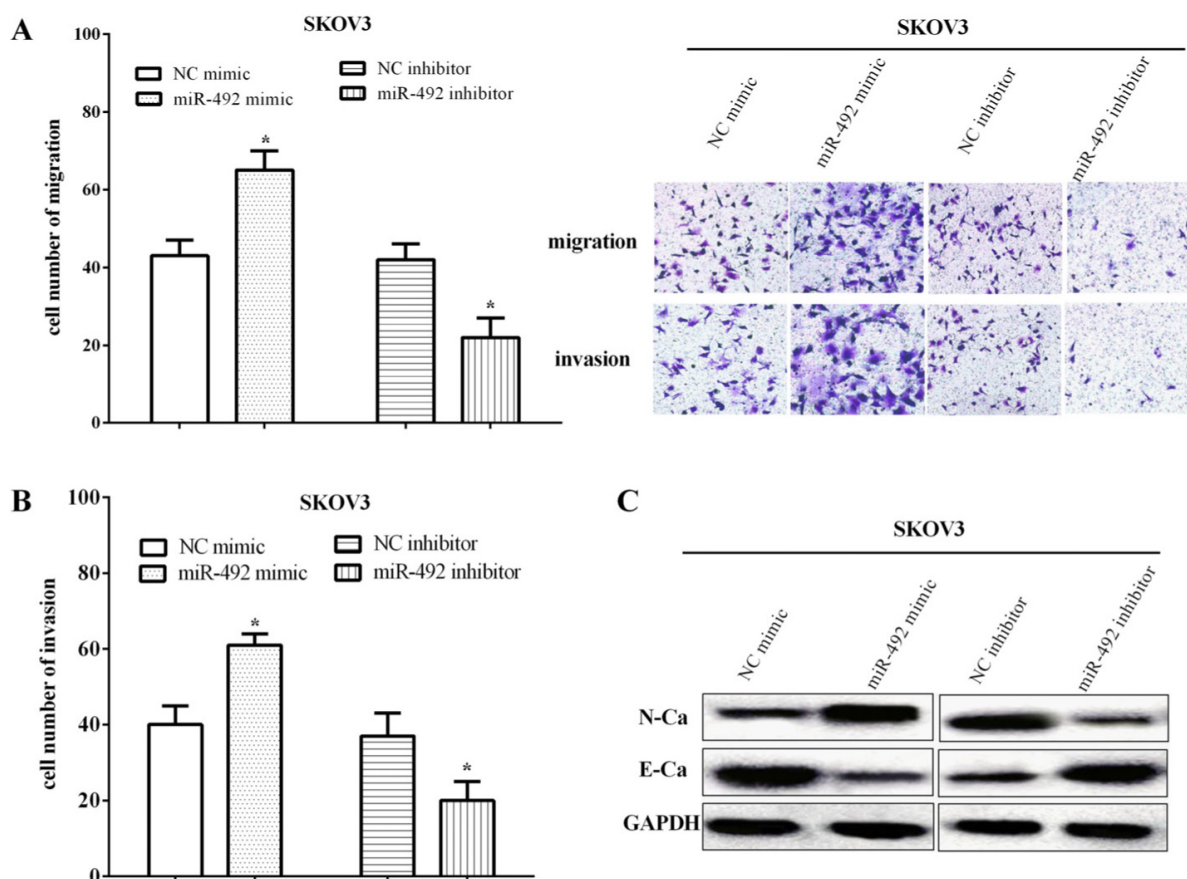 A
SKOV3
cell number of migration
100
80
60
40
20
0
NC mimic
miR-492 mimic
NC inhibitor
miR-492 inhibitor
*
*
SKOV3
NC mimic
miR-492 mimic
NC inhibitor
miR-492 inhibitor
migration
invasion
B
SKOV3
cell number of invasion
100
80
60
40
20
0
NC mimic
miR-492 mimic
NC inhibitor
miR-492 inhibitor
*
*
C
SKOV3
NC mimic
miR-492 mimic
NC inhibitor
miR-492 inhibitor
N-Ca
E-Ca
GAPDH